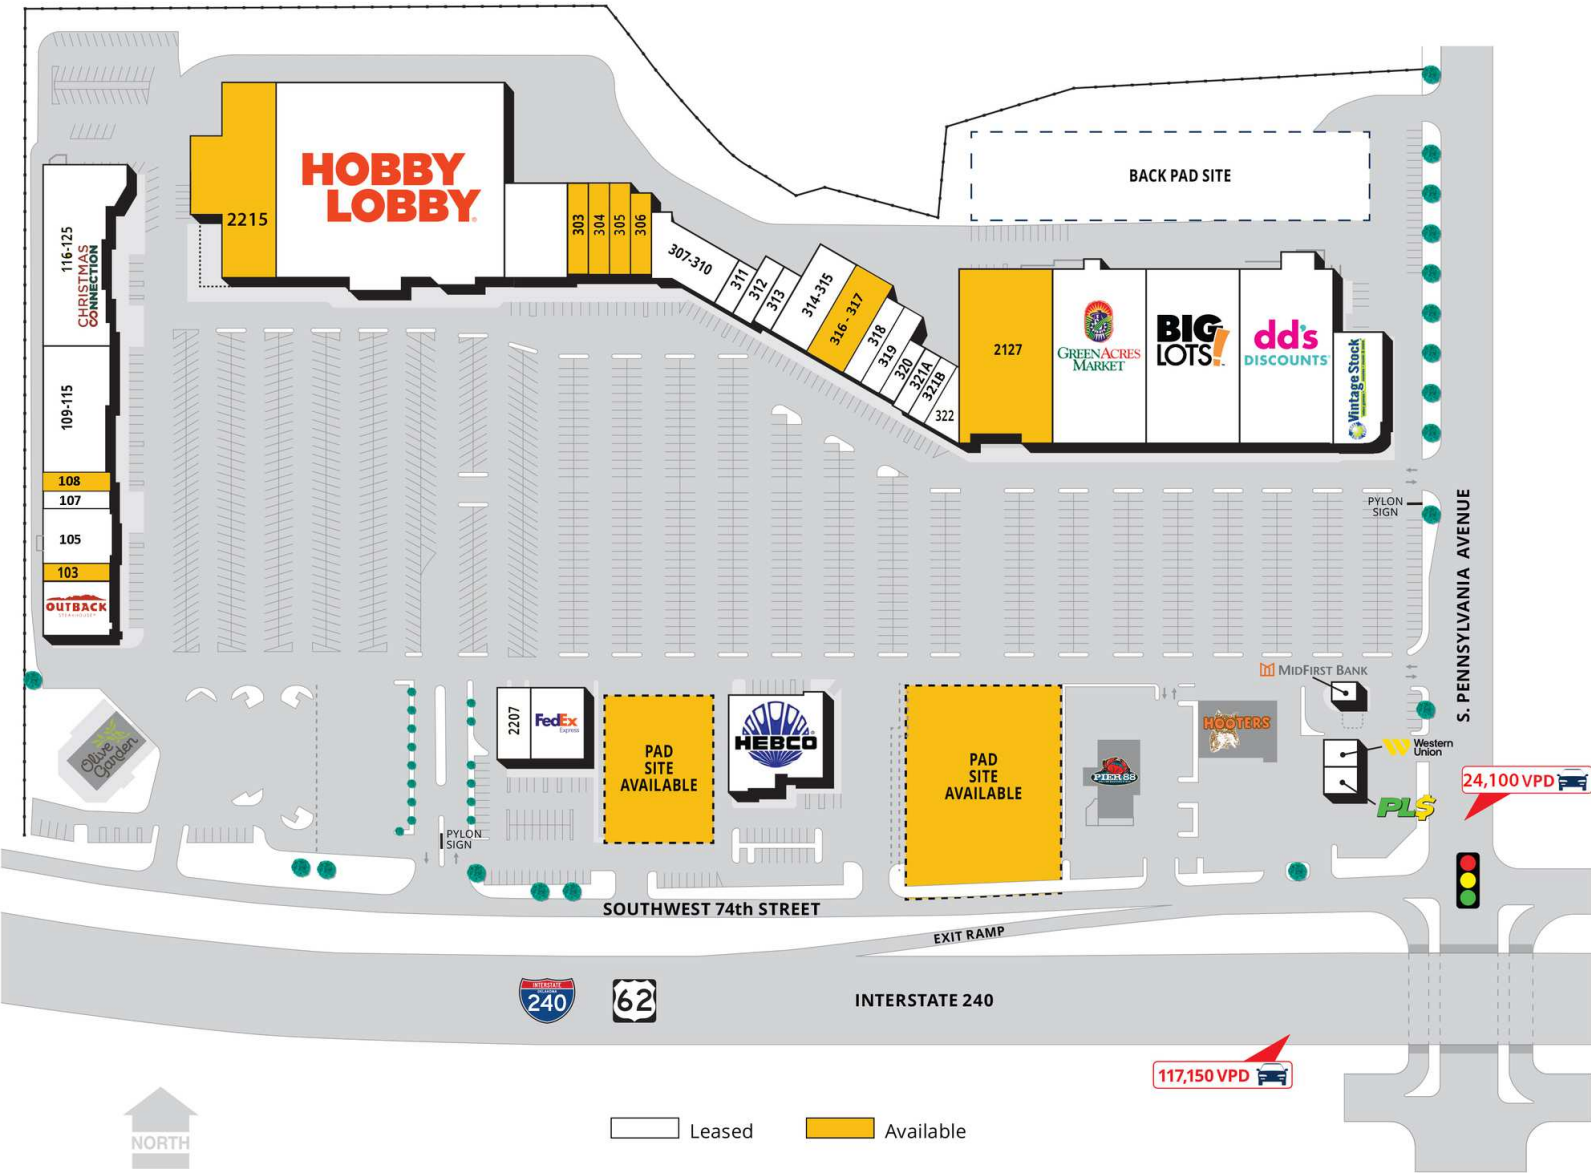 HOBBY
LOBBY
2215
303
304
305
306
307-310
311
312
313
314-315
316 - 317
318
319
320
321A
321B
322
BACK PAD SITE
2127
GREENACRES
MARKET
BIG
LOTS!
dd's
DISCOUNTS
Vintage Stock
116-125
CHRISTMAS
CONNECTION
109-115
108
107
105
103
OUTBACK
STEAKHOUSE
PYLON
SIGN
S. PENNSYLVANIA AVENUE
MIDFIRST BANK
Olive
Garden
2207
FedEx
Express
PAD
SITE
AVAILABLE
HEBCO
PAD
SITE
AVAILABLE
PIER 88
HOOTERS
Western
Union
PL$
24,100 VPD
PYLON
SIGN
SOUTHWEST 74th STREET
EXIT RAMP
INTERSTATE
OKLAHOMA
240
62
INTERSTATE 240
117,150 VPD
NORTH
Leased
Available